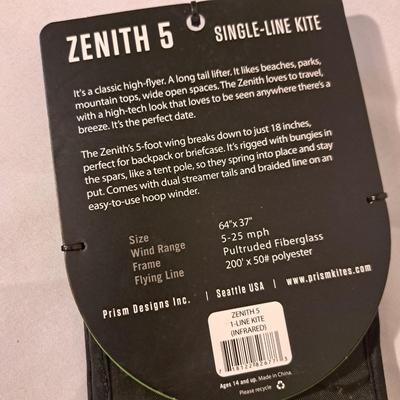 ZENITH 5
SINGLE-LINE KITE
It's a classic high-flyer. A long tail lifter. It likes beaches, parks,
mountain tops, wide open spaces. The Zenith loves to travel,
with a high-tech look that loves to be seen anywhere there's a
breeze. It's the perfect date.
The Zenith's 5-foot wing breaks down to just 18 inches,
perfect for backpack or briefcase. It's rigged with bungies in
the spars, like a tent pole, so they spring into place and stay
put. Comes with dual streamer tails and braided line on an
easy-to-use hoop winder.
Size 64"x 37"
Wind Range 5-25 mph
Frame Pultruded Fiberglass
Flying Line 200' x 50# polyester
Prism Designs Inc. | Seattle USA | www.prismkites.com
ZENITH 5
1-LINE KITE
(INFRARED)
Ages 14 and up. Made in China.
Please recycle